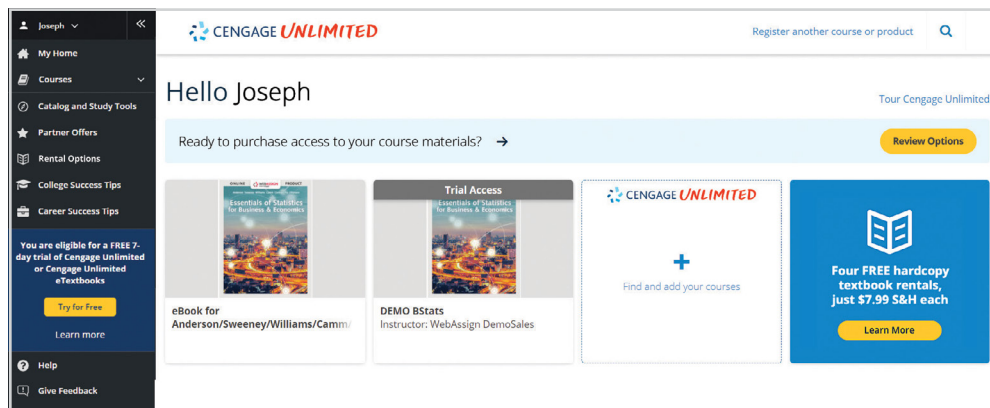 Joseph
My Home
Courses
Catalog and Study Tools
Partner Offers
Rental Options
College Success Tips
Career Success Tips
You are eligible for a FREE 7-
day trial of Cengage Unlimited
or Cengage Unlimited
eTextbooks
Try for Free
Learn more
Help
Give Feedback
CENGAGE UNLIMITED
Register another course or product
Hello Joseph
Tour Cengage Unlimited
Ready to purchase access to your course materials?
Review Options
ONLINE WEBASSIGN PRODUCT
Essentials of Statistics
for Business & Economics
eBook for
Anderson/Sweeney/Williams/Camm/
Trial Access
Essentials of Statistics
for Business & Economics
DEMO BStats
Instructor: WebAssign DemoSales
CENGAGE UNLIMITED
Find and add your courses
Four FREE hardcopy
textbook rentals,
just $7.99 S&H each
Learn More